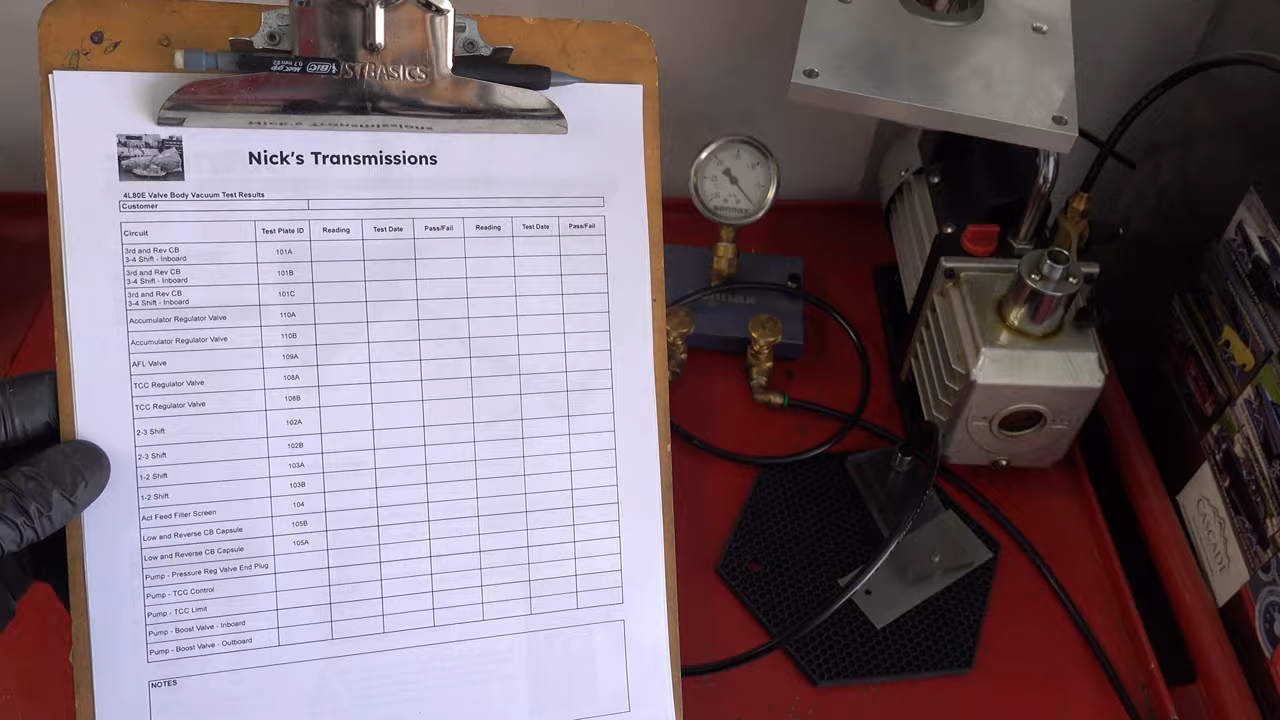 BIC
JSTBASICS
Nick's Transmissions
4L80E Valve Body Vacuum Test Results
Customer
Circuit Test Plate ID Reading Test Date Pass/Fail Reading Test Date Pass/Fail
3rd and Rev CB
3-4 Shift - Inboard 101A
3rd and Rev CB
3-4 Shift - Inboard 101B
3rd and Rev CB
3-4 Shift - Inboard 101C
Accumulator Regulator Valve 110A
Accumulator Regulator Valve 110B
AFL Valve 109A
TCC Regulator Valve 108A
TCC Regulator Valve 108B
2-3 Shift 102A
2-3 Shift 102B
1-2 Shift 103A
1-2 Shift 103B
Act Feed Filter Screen 104
Low and Reverse CB Capsule 105B
Low and Reverse CB Capsule 105A
Pump - Pressure Reg Valve End Plug
Pump - TCC Control
Pump - TCC Limit
Pump - Boost Valve - Inboard
Pump - Boost Valve - Outboard
NOTES
sonnax
CASCADE